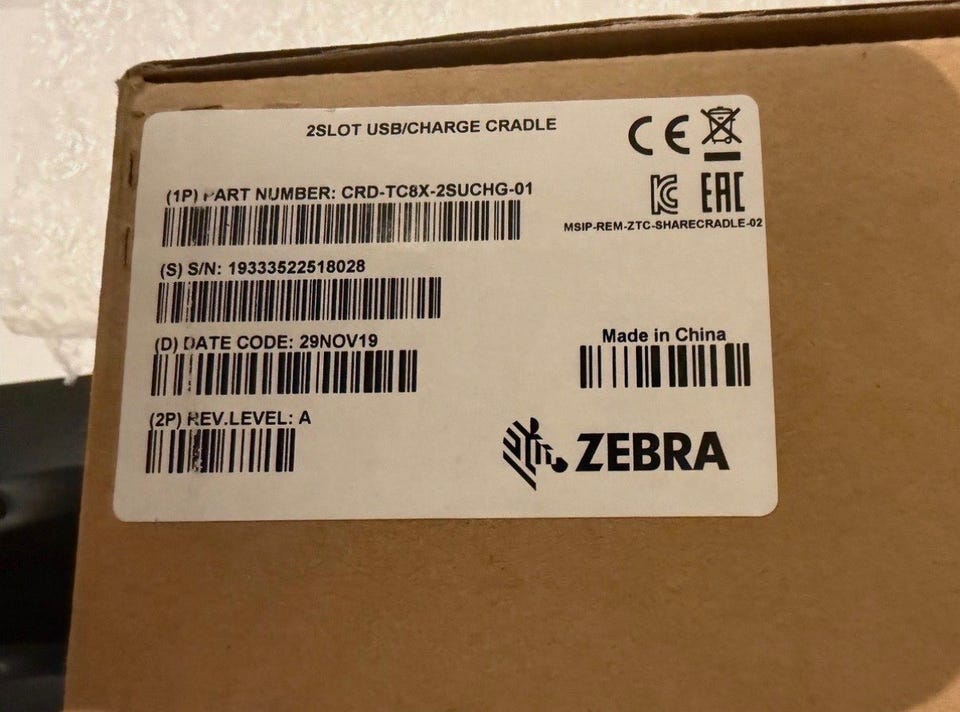 2SLOT USB/CHARGE CRADLE
CE
(1P) PART NUMBER: CRD-TC8X-2SUCHG-01
EAC
MSIP-REM-ZTC-SHARECRADLE-02
(S) S/N: 19333522518028
(D) DATE CODE: 29NOV19
Made in China
(2P) REV.LEVEL: A
ZEBRA